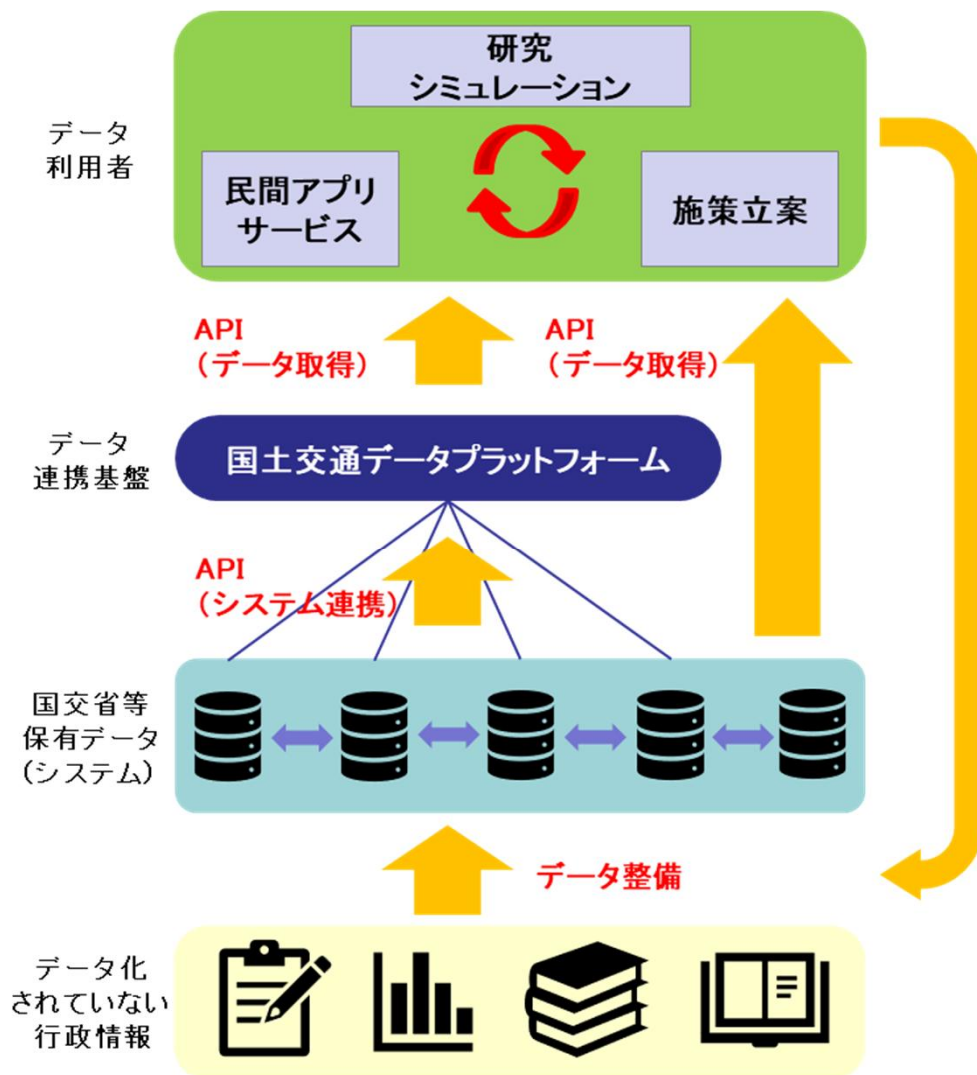 研究
シミュレーション
データ
利用者
民間アプリ
サービス
施策立案
API
（データ取得）
API
（データ取得）
データ
連携基盤
国土交通データプラットフォーム
API
（システム連携）
国交省等
保有データ
(システム)
データ整備
データ化
されていない
行政情報